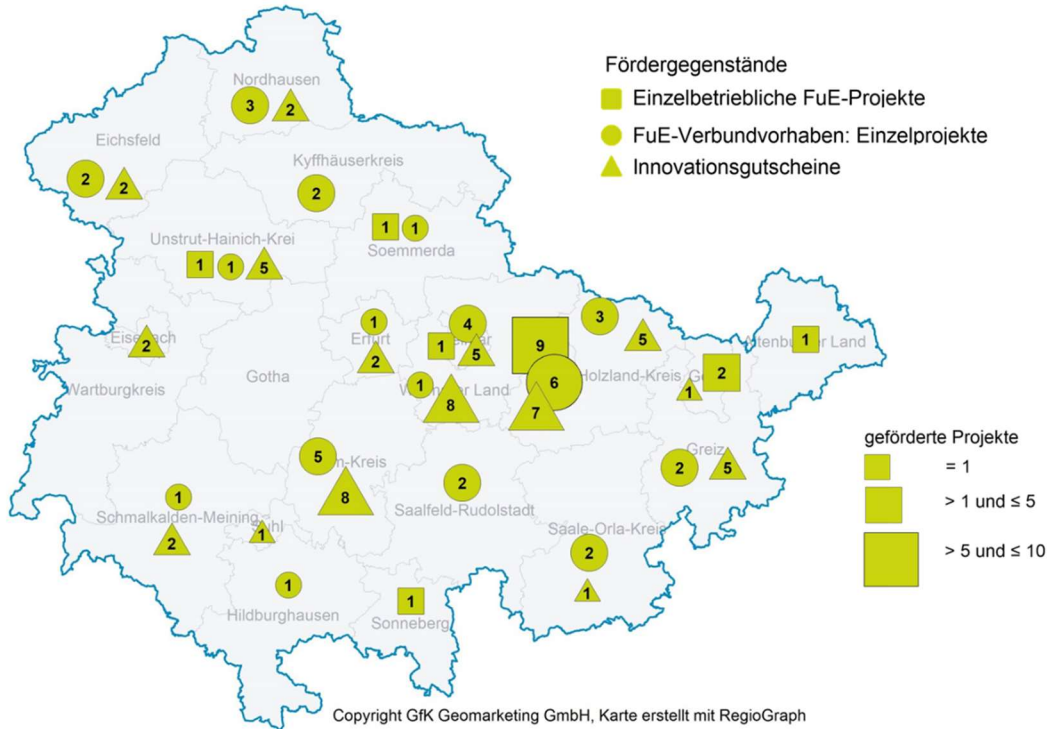 Nordhausen
3
2
Fördergegenstände
Einzelbetriebliche FuE-Projekte
FuE-Verbundvorhaben: Einzelprojekte
Innovationsgutscheine
Eichsfeld
2
2
Kyffhäuserkreis
2
1
1
Soemmerda
Unstrut-Hainich-Krei
1
1
5
1
Erfurt
2
4
1
5
9
6
7
3
5
Holzland-Kreis
2
1
1
Land
2
Wartburgkreis
Gotha
1
Land
8
geförderte Projekte
= 1
> 1 und ≤ 5
> 5 und ≤ 10
5
m-Kreis
8
2
Saalfeld-Rudolstadt
Greiz
2
5
1
Schmalkalden-Meining
2
1
Saale-Orla-Kreis
2
1
1
Hildburghausen
1
Sonneberg
Copyright GfK Geomarketing GmbH, Karte erstellt mit RegioGraph